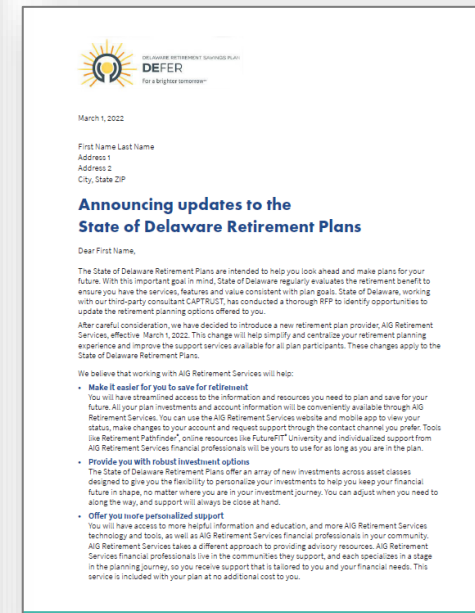 DELAWARE RETIREMENT SAVINGS PLAN
DEFER
For a brighter tomorrow℠
March 1, 2022
First Name Last Name
Address 1
Address 2
City, State ZIP
Announcing updates to the
State of Delaware Retirement Plans
Dear First Name,
The State of Delaware Retirement Plans are intended to help you look ahead and make plans for your
future. With this important goal in mind, State of Delaware regularly evaluates the retirement benefit to
ensure you have the services, features and value consistent with plan goals. State of Delaware, working
with our third-party consultant CAPTRUST, has conducted a thorough RFP to identify opportunities to
update the retirement planning options offered to you.
After careful consideration, we have decided to introduce a new retirement plan provider, AIG Retirement
Services, effective March 1, 2022. This change will help simplify and centralize your retirement planning
experience and improve the support services available for all plan participants. These changes apply to the
State of Delaware Retirement Plans.
We believe that working with AIG Retirement Services will help:
• Make it easier for you to save for retirement
You will have streamlined access to the information and resources you need to plan and save for your
future. All your plan investments and account information will be conveniently available through AIG
Retirement Services. You can use the AIG Retirement Services website and mobile app to view your
status, make changes to your account and request support through the contact channel you prefer. Tools
like Retirement Pathfinder®, online resources like FutureFIT® University and individualized support from
AIG Retirement Services financial professionals will be yours to use for as long as you are in the plan.
• Provide you with robust investment options
The State of Delaware Retirement Plans offer an array of new investments across asset classes
designed to give you the flexibility to personalize your investments to help you keep your financial
future in shape, no matter where you are in your investment journey. You can adjust when you need to
along the way, and support will always be close at hand.
• Offer you more personalized support
You will have access to more helpful information and education, and more AIG Retirement Services
technology and tools, as well as AIG Retirement Services financial professionals in your community.
AIG Retirement Services takes a different approach to providing advisory resources. AIG Retirement
Services financial professionals live in the communities they support, and each specializes in a stage
in the planning journey, so you receive support that is tailored to you and your financial needs. This
service is included with your plan at no additional cost to you.